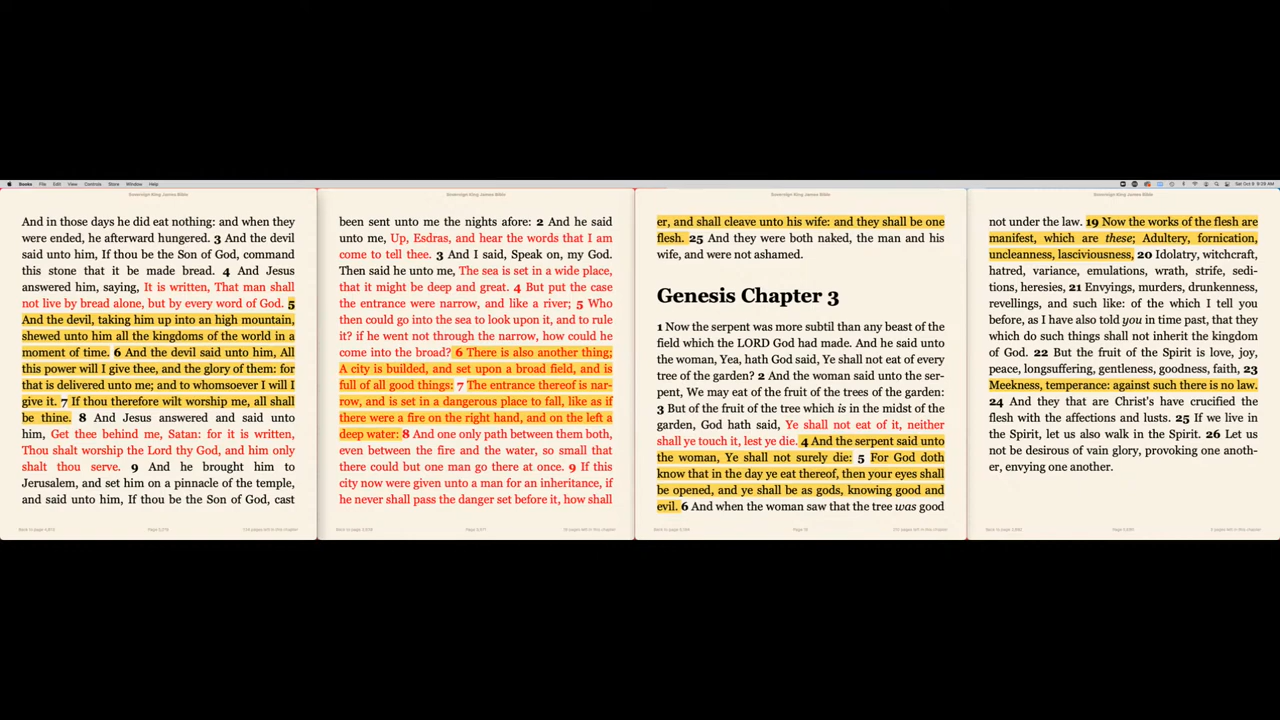 Books File Edit View Controls Store Window Help
Sat Oct 8 9:29 AM
Sovereign King James Bible
And in those days he did eat nothing: and when they
were ended, he afterward hungered. 3 And the devil
said unto him, If thou be the Son of God, command
this stone that it be made bread. 4 And Jesus
answered him, saying, It is written, That man shall
not live by bread alone, but by every word of God. 5
And the devil, taking him up into an high mountain,
shewed unto him all the kingdoms of the world in a
moment of time. 6 And the devil said unto him, All
this power will I give thee, and the glory of them: for
that is delivered unto me; and to whomsoever I will I
give it. 7 If thou therefore wilt worship me, all shall
be thine. 8 And Jesus answered and said unto
him, Get thee behind me, Satan: for it is written,
Thou shalt worship the Lord thy God, and him only
shalt thou serve. 9 And he brought him to
Jerusalem, and set him on a pinnacle of the temple,
and said unto him, If thou be the Son of God, cast
Sovereign King James Bible
been sent unto me the nights afore: 2 And he said
unto me, Up, Esdras, and hear the words that I am
come to tell thee. 3 And I said, Speak on, my God.
Then said he unto me, The sea is set in a wide place,
that it might be deep and great. 4 But put the case
the entrance were narrow, and like a river; 5 Who
then could go into the sea to look upon it, and to rule
it? if he went not through the narrow, how could he
come into the broad? 6 There is also another thing;
A city is builded, and set upon a broad field, and is
full of all good things: 7 The entrance thereof is nar-
row, and is set in a dangerous place to fall, like as if
there were a fire on the right hand, and on the left a
deep water: 8 And one only path between them both,
even between the fire and the water, so small that
there could but one man go there at once. 9 If this
city now were given unto a man for an inheritance, if
he never shall pass the danger set before it, how shall
Sovereign King James Bible
er, and shall cleave unto his wife: and they shall be one
flesh. 25 And they were both naked, the man and his
wife, and were not ashamed.
Genesis Chapter 3
1 Now the serpent was more subtil than any beast of the
field which the LORD God had made. And he said unto
the woman, Yea, hath God said, Ye shall not eat of every
tree of the garden? 2 And the woman said unto the ser-
pent, We may eat of the fruit of the trees of the garden:
3 But of the fruit of the tree which is in the midst of the
garden, God hath said, Ye shall not eat of it, neither
shall ye touch it, lest ye die. 4 And the serpent said unto
the woman, Ye shall not surely die: 5 For God doth
know that in the day ye eat thereof, then your eyes shall
be opened, and ye shall be as gods, knowing good and
evil. 6 And when the woman saw that the tree was good
Sovereign King James Bible
not under the law. 19 Now the works of the flesh are
manifest, which are these; Adultery, fornication,
uncleanness, lasciviousness, 20 Idolatry, witchcraft,
hatred, variance, emulations, wrath, strife, sedi-
tions, heresies, 21 Envyings, murders, drunkenness,
revellings, and such like: of the which I tell you
before, as I have also told you in time past, that they
which do such things shall not inherit the kingdom
of God. 22 But the fruit of the Spirit is love, joy,
peace, longsuffering, gentleness, goodness, faith, 23
Meekness, temperance: against such there is no law.
24 And they that are Christ's have crucified the
flesh with the affections and lusts. 25 If we live in
the Spirit, let us also walk in the Spirit. 26 Let us
not be desirous of vain glory, provoking one anoth-
er, envying one another.